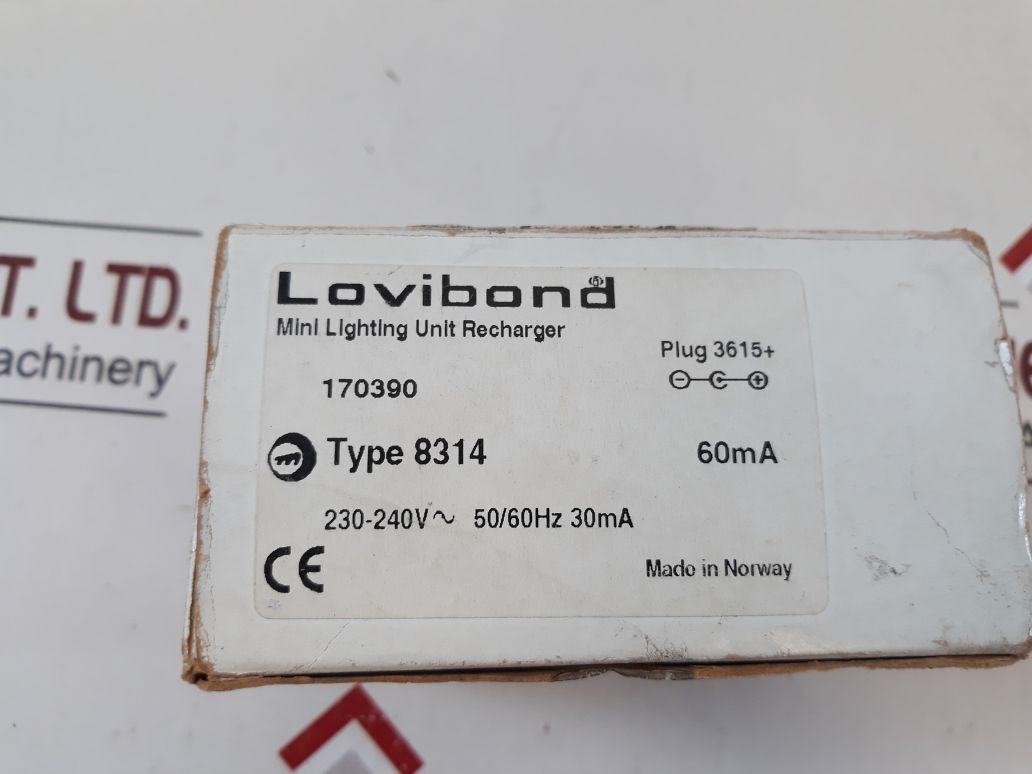 Lovibond®
Mini Lighting Unit Recharger
Plug 3615+
170390
Type 8314
60mA
230-240V~ 50/60Hz 30mA
CE
Made in Norway
T. LTD.
achinery